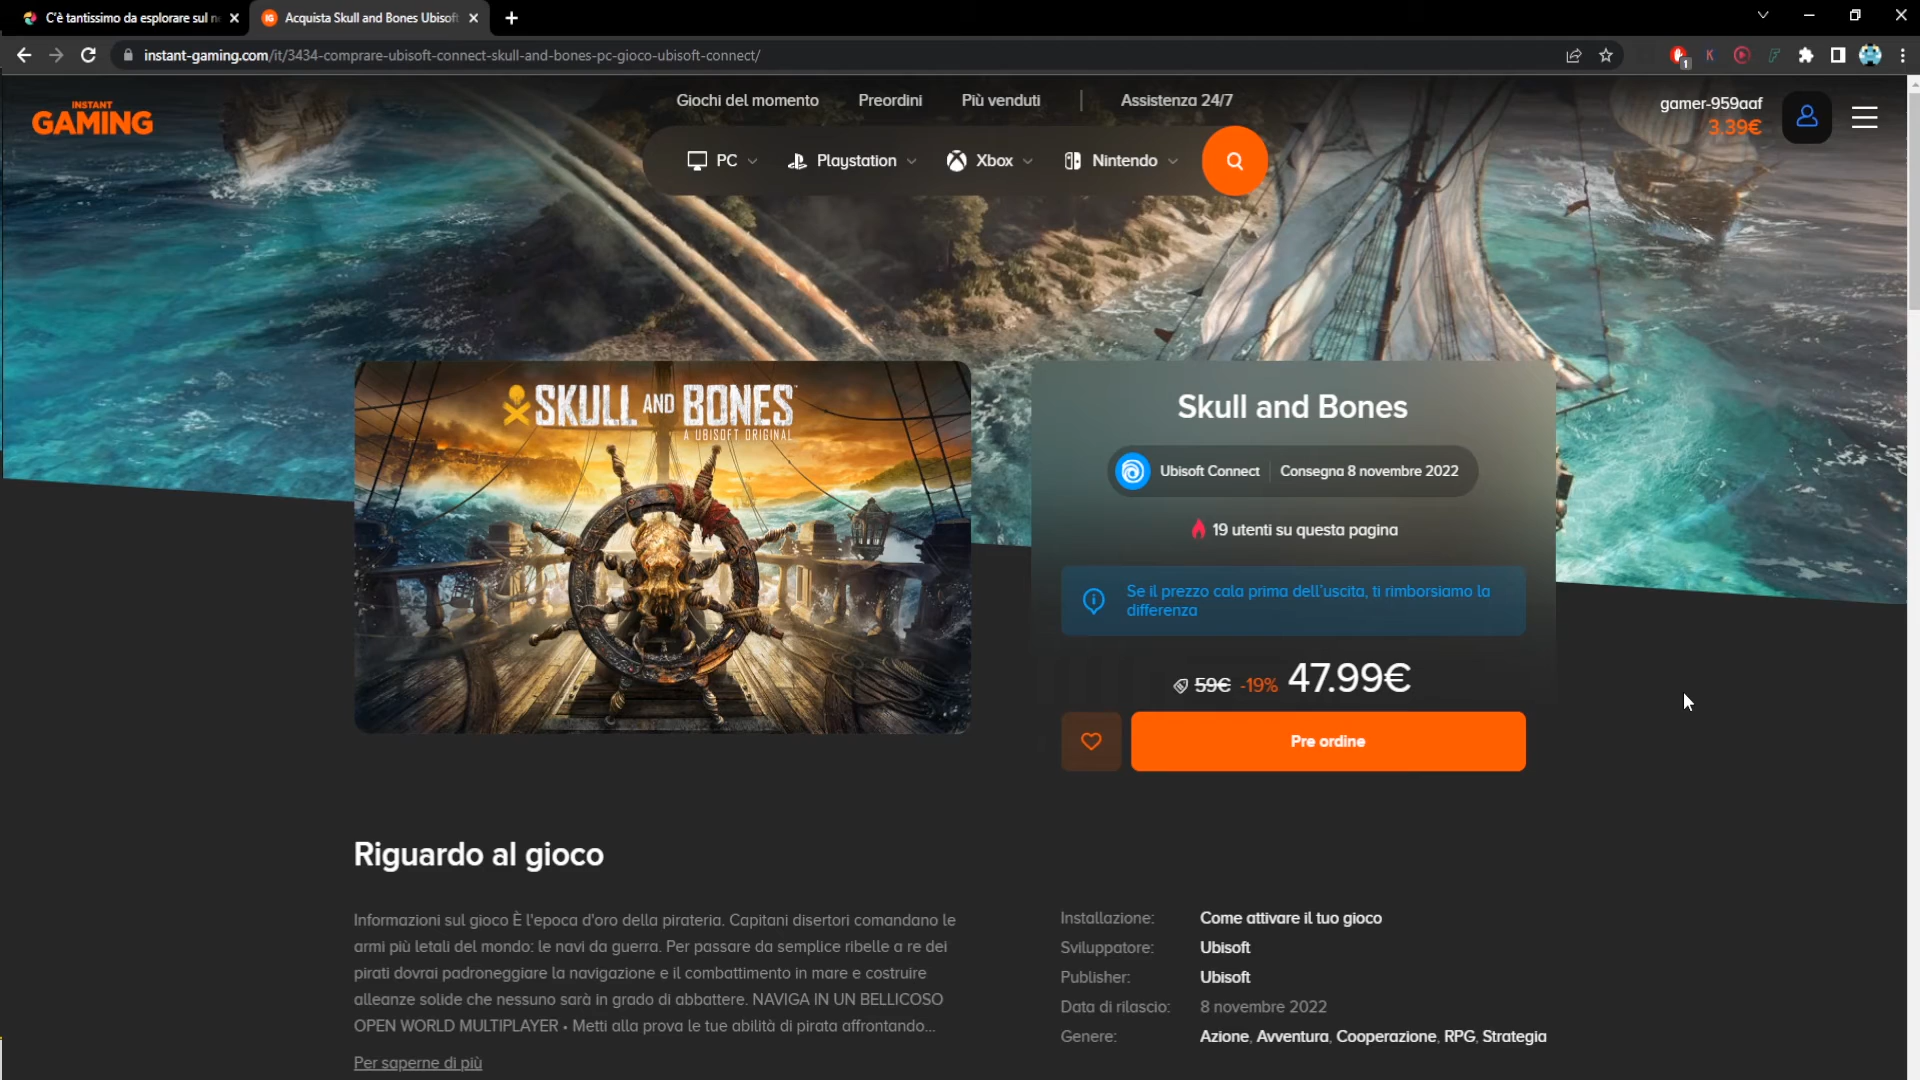 C'è tantissimo da esplorare sul n
Acquista Skull and Bones Ubisoft
instant-gaming.com/it/3434-comprare-ubisoft-connect-skull-and-bones-pc-gioco-ubisoft-connect/
1
K
INSTANT
GAMING
Giochi del momento
Preordini
Più venduti
Assistenza 24/7
gamer-959aaf
3.39€
PC
Playstation
Xbox
Nintendo
SKULL AND BONES
A UBISOFT ORIGINAL
Skull and Bones
Ubisoft Connect
Consegna 8 novembre 2022
19 utenti su questa pagina
Se il prezzo cala prima dell'uscita, ti rimborsiamo la
differenza
59€ -19% 47.99€
Pre ordine
Riguardo al gioco
Informazioni sul gioco È l'epoca d'oro della pirateria. Capitani disertori comandano le
armi più letali del mondo: le navi da guerra. Per passare da semplice ribelle a re dei
pirati dovrai padroneggiare la navigazione e il combattimento in mare e costruire
alleanze solide che nessuno sarà in grado di abbattere. NAVIGA IN UN BELLICOSO
OPEN WORLD MULTIPLAYER • Metti alla prova le tue abilità di pirata affrontando...
Per saperne di più
Installazione: Come attivare il tuo gioco
Sviluppatore: Ubisoft
Publisher: Ubisoft
Data di rilascio: 8 novembre 2022
Genere: Azione, Avventura, Cooperazione, RPG, Strategia